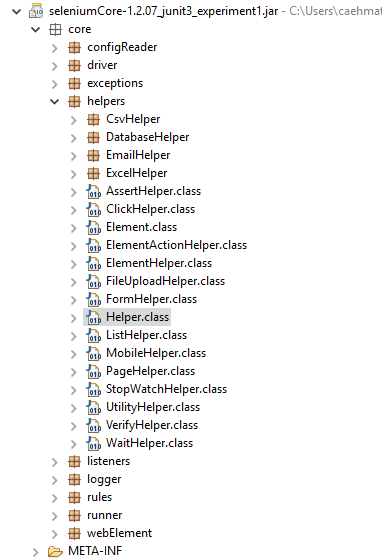 seleniumCore-1.2.07_junit3_experiment1.jar - C:\Users\caehmat
core
configReader
driver
exceptions
helpers
CsvHelper
DatabaseHelper
EmailHelper
ExcelHelper
AssertHelper.class
ClickHelper.class
Element.class
ElementActionHelper.class
ElementHelper.class
FileUploadHelper.class
FormHelper.class
Helper.class
ListHelper.class
MobileHelper.class
PageHelper.class
StopWatchHelper.class
UtilityHelper.class
VerifyHelper.class
WaitHelper.class
listeners
logger
rules
runner
webElement
META-INF